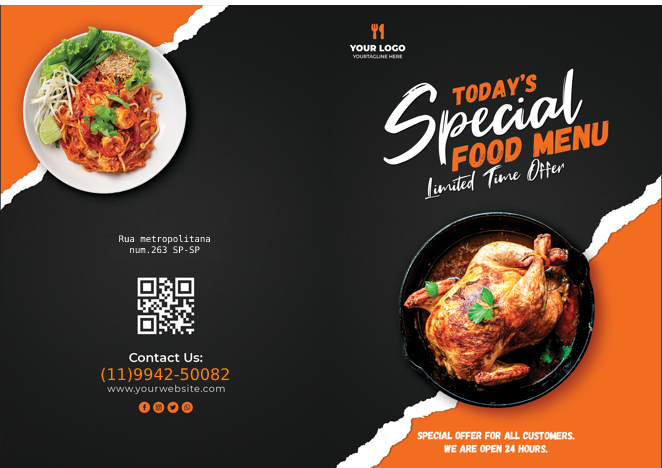 Rua metropolitana
num.263 SP-SP
Contact Us:
(11)9942-50082
www.yourwebsite.com
YOUR LOGO
YOURTAGLINE HERE
TODAY'S
Special
FOOD MENU
Limited Time Offer
SPECIAL OFFER FOR ALL CUSTOMERS.
WE ARE OPEN 24 HOURS.